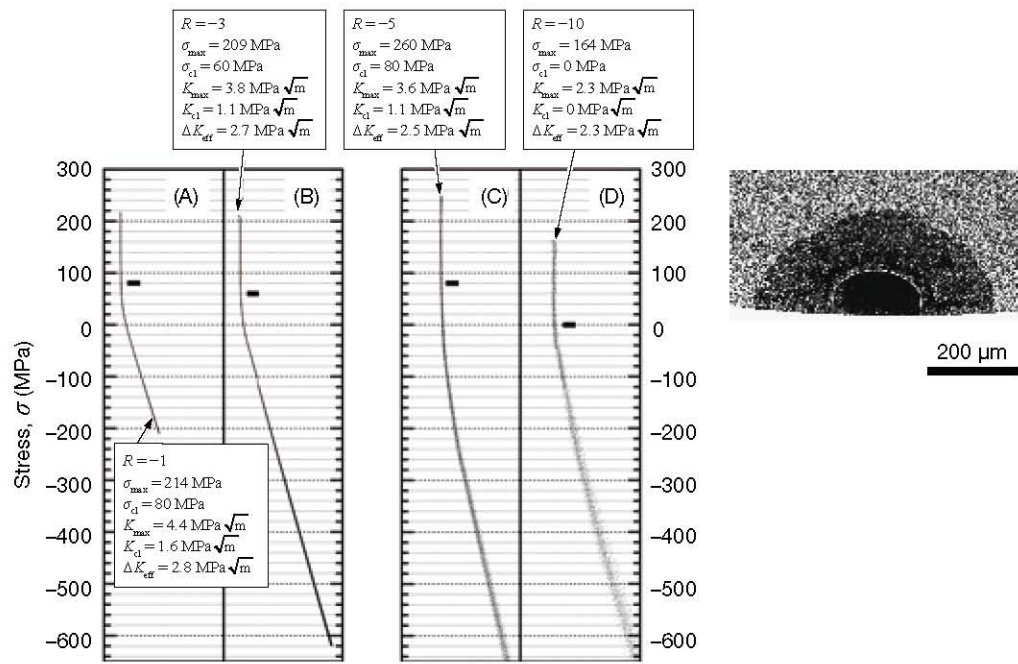 R = −3
σmax = 209 MPa
σcl = 60 MPa
Kmax = 3.8 MPa √m
Kcl = 1.1 MPa √m
ΔKeff = 2.7 MPa √m
R = −5
σmax = 260 MPa
σcl = 80 MPa
Kmax = 3.6 MPa √m
Kcl = 1.1 MPa √m
ΔKeff = 2.5 MPa √m
R = −10
σmax = 164 MPa
σcl = 0 MPa
Kmax = 2.3 MPa √m
Kcl = 0 MPa √m
ΔKeff = 2.3 MPa √m
300
200
100
0
−100
−200
−300
−400
−500
−600
Stress, σ (MPa)
(A)
(B)
(C)
(D)
300
200
100
0
−100
−200
−300
−400
−500
−600
R = −1
σmax = 214 MPa
σcl = 80 MPa
Kmax = 4.4 MPa √m
Kcl = 1.6 MPa √m
ΔKeff = 2.8 MPa √m
200 μm